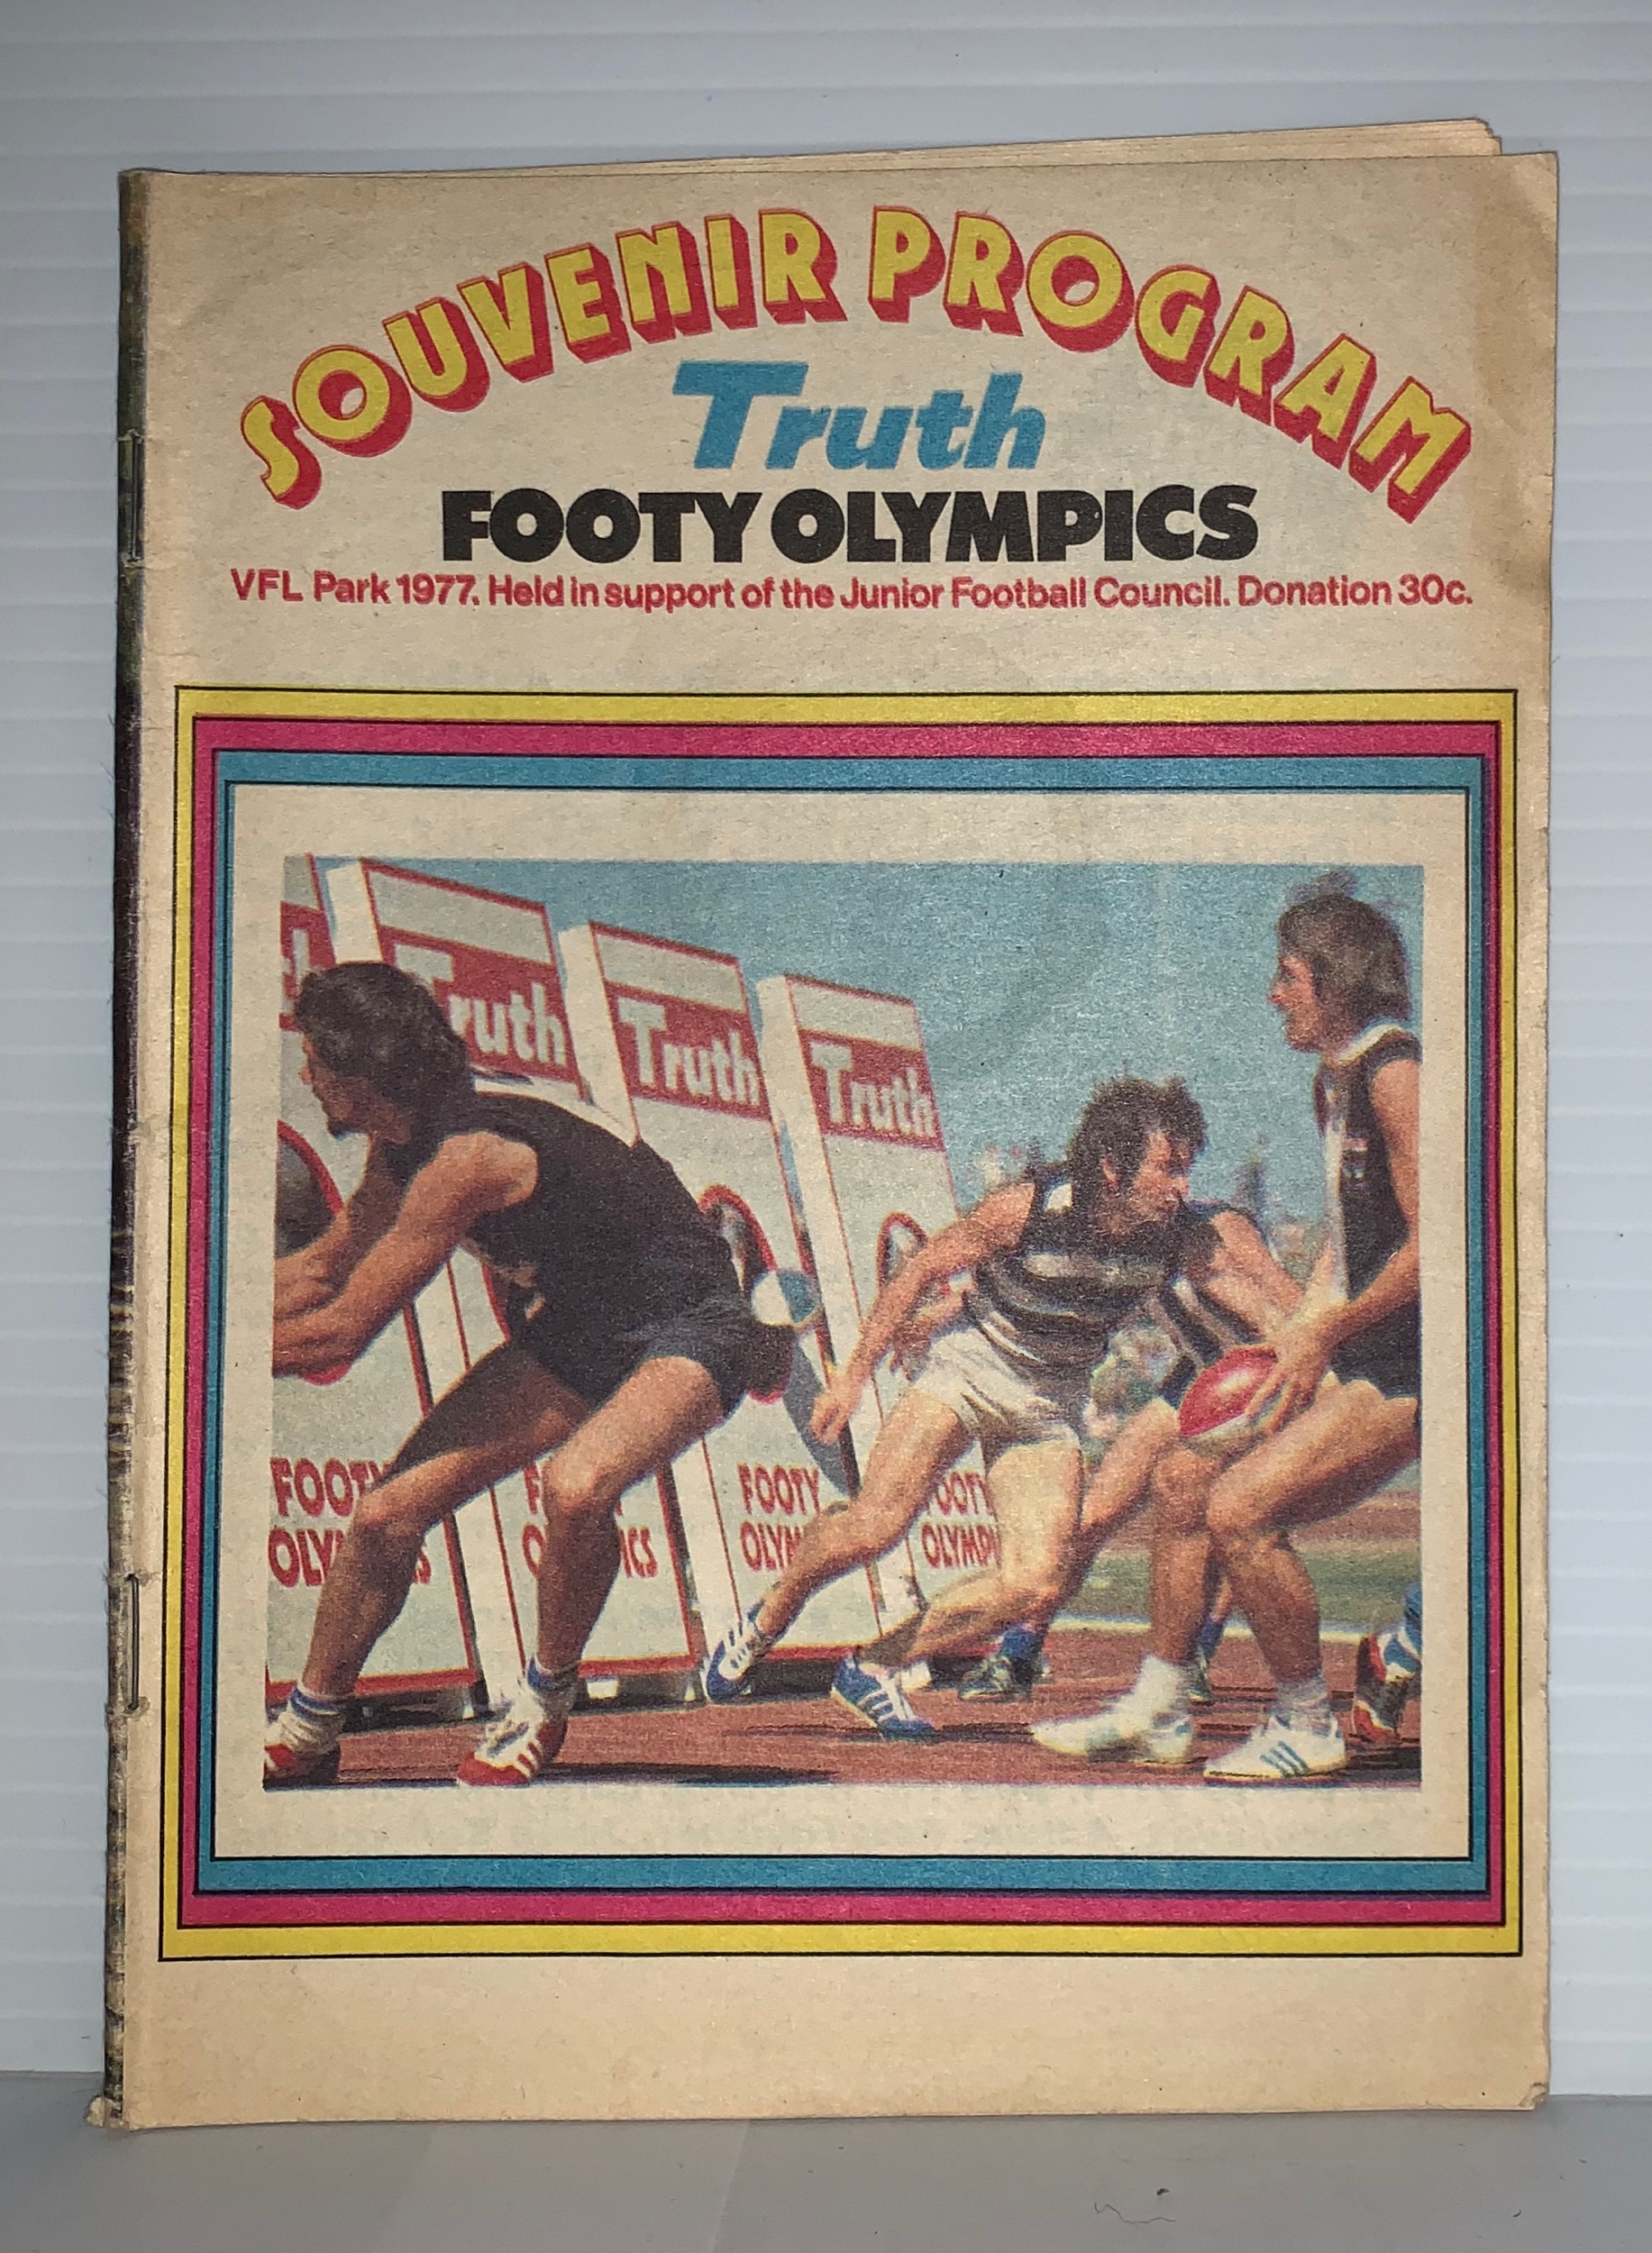 SOUVENIR PROGRAM
Truth
FOOTY OLYMPICS
VFL Park 1977. Held in support of the Junior Football Council. Donation 30c.
Truth
Truth
Truth
FOOTY
OLYMPICS
FOOTY